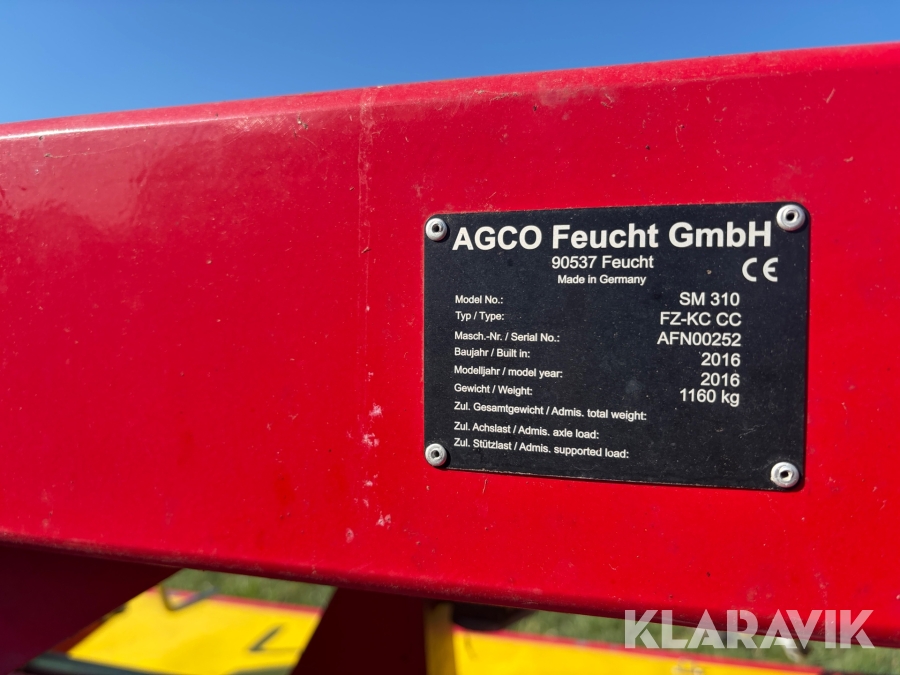 AGCO Feucht GmbH
90537 Feucht
Made in Germany
CE
Model No.: SM 310
Typ / Type: FZ-KC CC
Masch.-Nr. / Serial No.: AFN00252
Baujahr / Built in: 2016
Modelljahr / model year: 2016
Gewicht / Weight: 1160 kg
Zul. Gesamtgewicht / Admis. total weight:
Zul. Achslast / Admis. axle load:
Zul. Stützlast / Admis. supported load:
KLARAVIK